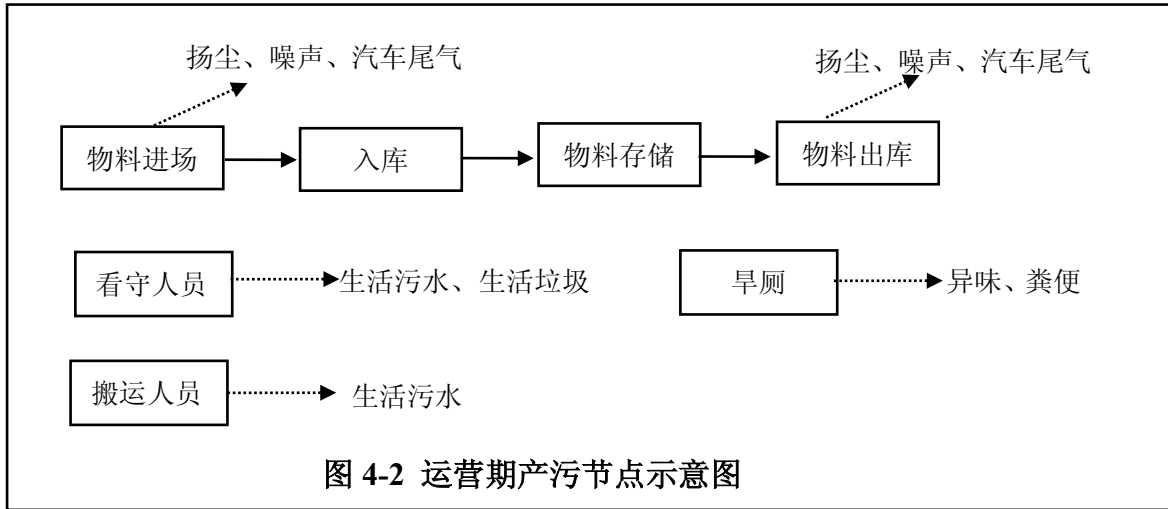 扬尘、噪声、汽车尾气
扬尘、噪声、汽车尾气
物料进场
入库
物料存储
物料出库
看守人员
生活污水、生活垃圾
旱厕
异味、粪便
搬运人员
生活污水
图 4-2 运营期产污节点示意图